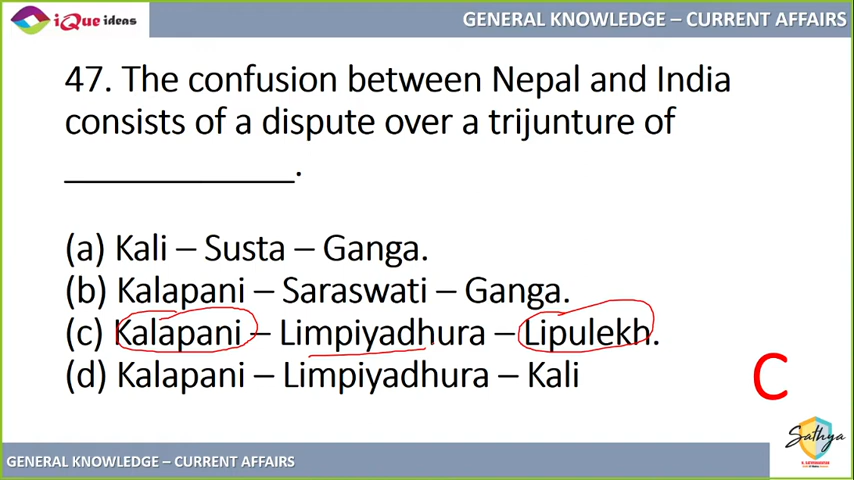 iQue ideas
GENERAL KNOWLEDGE – CURRENT AFFAIRS
47. The confusion between Nepal and India
consists of a dispute over a trijunture of
______________.
(a) Kali – Susta – Ganga.
(b) Kalapani – Saraswati – Ganga.
(c) Kalapani – Limpiyadhura – Lipulekh.
(d) Kalapani – Limpiyadhura – Kali
C
Sathya
GENERAL KNOWLEDGE – CURRENT AFFAIRS